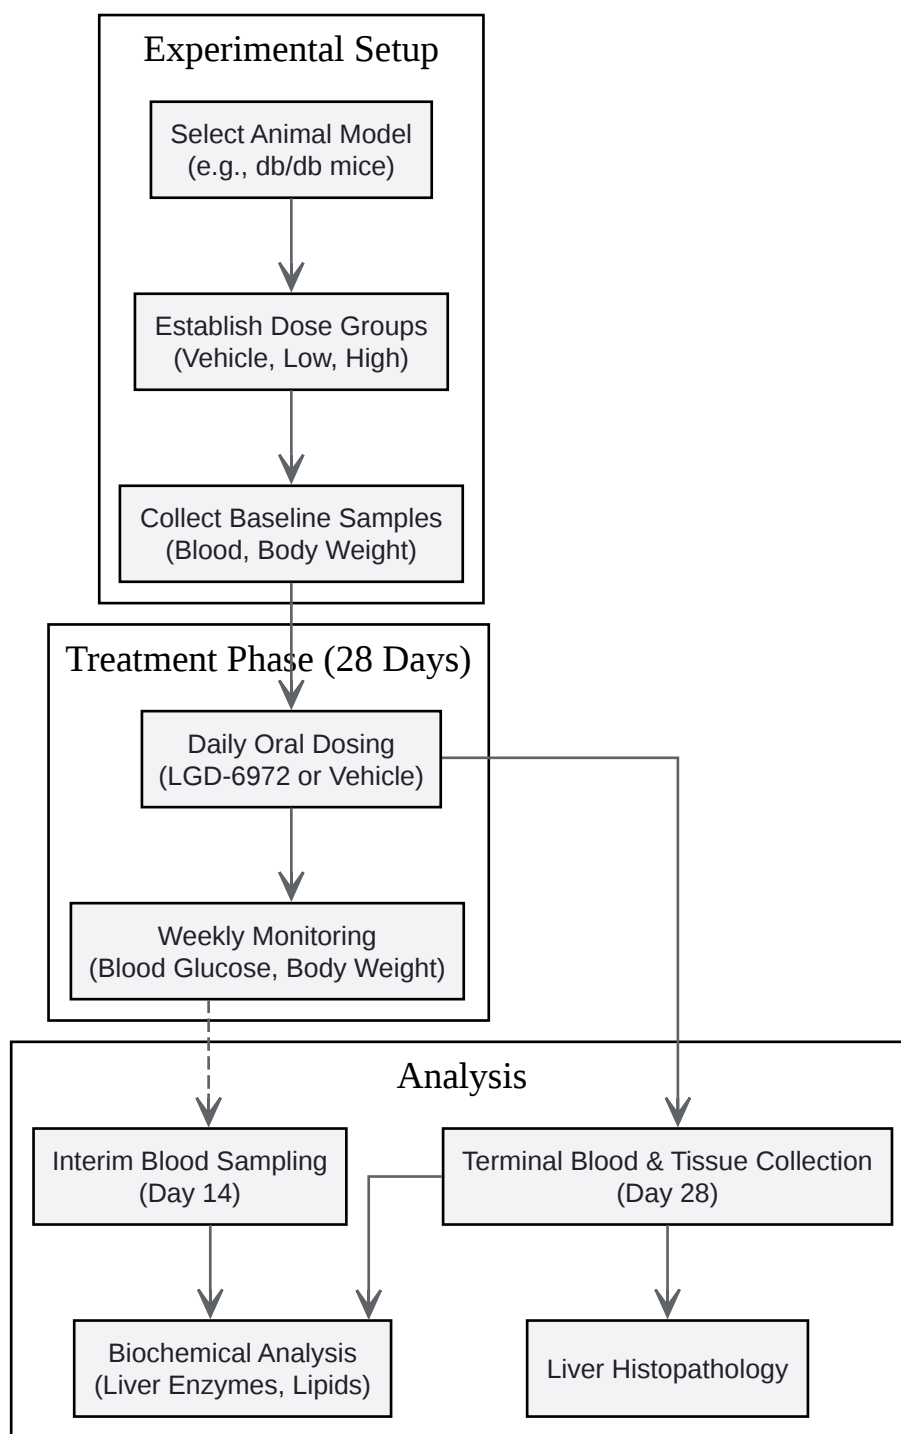 Experimental Setup
Select Animal Model
(e.g., db/db mice)
Establish Dose Groups
(Vehicle, Low, High)
Collect Baseline Samples
(Blood, Body Weight)
Treatment Phase (28 Days)
Daily Oral Dosing
(LGD-6972 or Vehicle)
Weekly Monitoring
(Blood Glucose, Body Weight)
Analysis
Interim Blood Sampling
(Day 14)
Terminal Blood & Tissue Collection
(Day 28)
Biochemical Analysis
(Liver Enzymes, Lipids)
Liver Histopathology